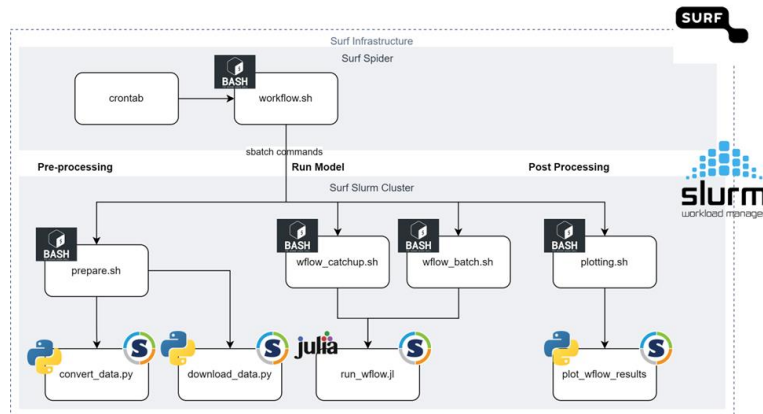 SURF
Surf Infrastructure
Surf Spider
BASH
crontab
workflow.sh
sbatch commands
Pre-processing
Run Model
Post Processing
Surf Slurm Cluster
slurm
workload manager
BASH
BASH
BASH
BASH
prepare.sh
wflow_catchup.sh
wflow_batch.sh
plotting.sh
S
S
julia
S
S
convert_data.py
download_data.py
run_wflow.jl
plot_wflow_results